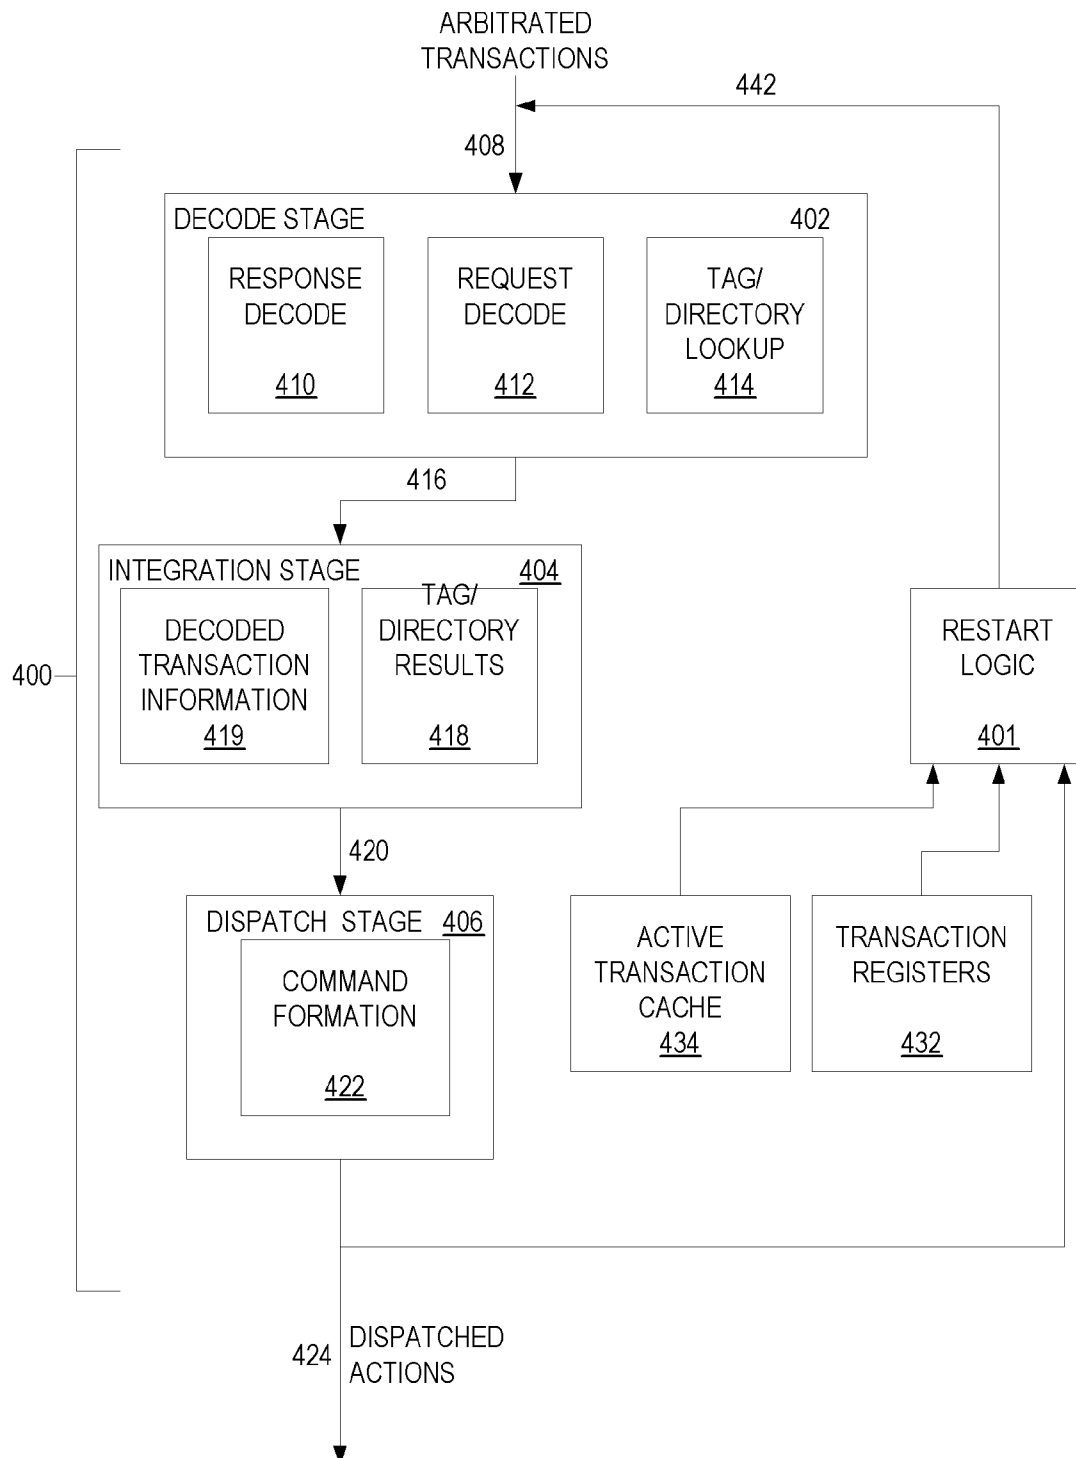 ARBITRATED
TRANSACTIONS
442
408
DECODE STAGE 402
RESPONSE
DECODE
410
REQUEST
DECODE
412
TAG/
DIRECTORY
LOOKUP
414
416
INTEGRATION STAGE 404
DECODED
TRANSACTION
INFORMATION
419
TAG/
DIRECTORY
RESULTS
418
RESTART
LOGIC
401
400
420
DISPATCH STAGE 406
COMMAND
FORMATION
422
ACTIVE
TRANSACTION
CACHE
434
TRANSACTION
REGISTERS
432
424
DISPATCHED
ACTIONS